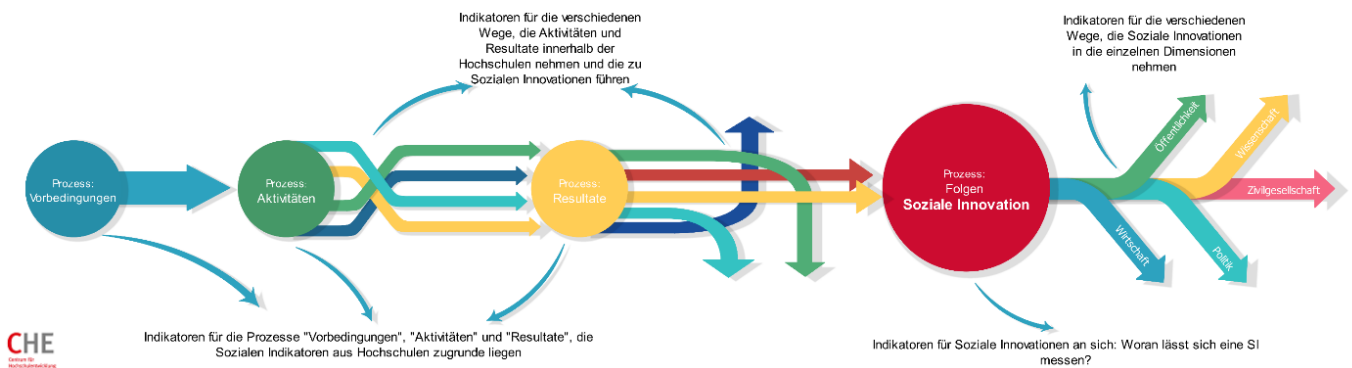 Indikatoren für die verschiedenen
Wege, die Aktivitäten und
Resultate innerhalb der
Hochschulen nehmen und die zu
Sozialen Innovationen führen
Indikatoren für die verschiedenen
Wege, die Soziale Innovationen
in die einzelnen Dimensionen
nehmen
Prozess:
Vorbedingungen
Prozess:
Aktivitäten
Prozess:
Resultate
Prozess:
Folgen
Soziale Innovation
Öffentlichkeit
Wissenschaft
Zivilgesellschaft
Wirtschaft
Politik
Indikatoren für die Prozesse "Vorbedingungen", "Aktivitäten" und "Resultate", die
Sozialen Indikatoren aus Hochschulen zugrunde liegen
Indikatoren für Soziale Innovationen an sich: Woran lässt sich eine SI
messen?
CHE
Centrum für
Hochschulentwicklung